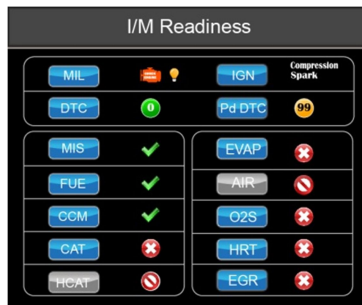 I/M Readiness
MIL
IGN
Compression
Spark
DTC
0
Pd DTC
99
MIS
EVAP
FUE
AIR
CCM
O2S
CAT
HRT
HCAT
EGR